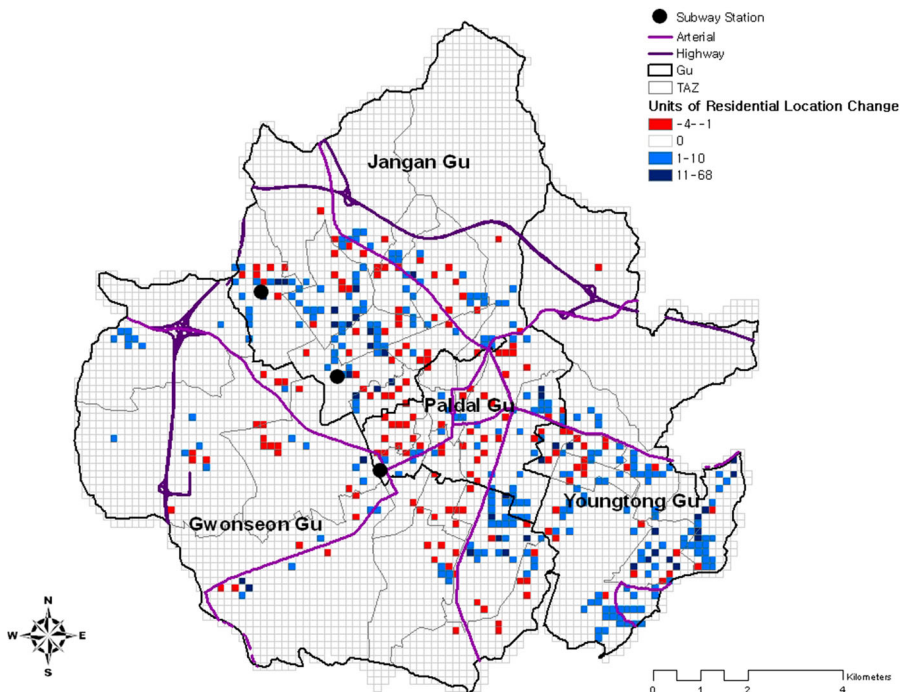 Subway Station
Arterial
Highway
Gu
TAZ
Units of Residential Location Change
-4--1
0
1-10
11-68
Jangan Gu
Paldal Gu
Youngtong Gu
Gwonseon Gu
N
W
E
S
Kilometers
0 1 2 4